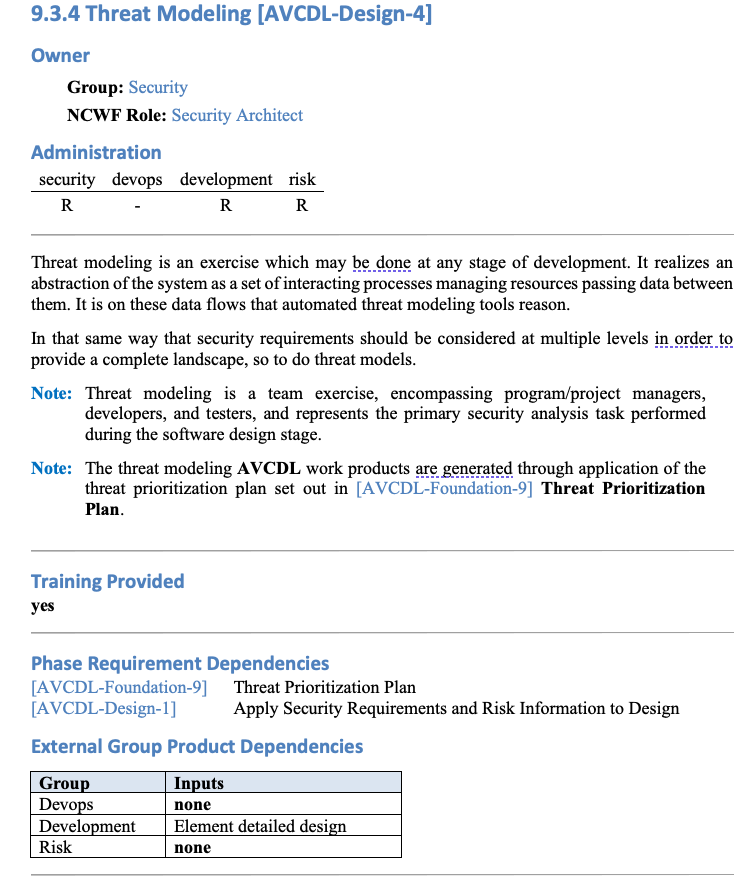 9.3.4 Threat Modeling [AVCDL-Design-4]
Owner
Group: Security
NCWF Role: Security Architect
Administration
security devops development risk
R - R R
Threat modeling is an exercise which may be done at any stage of development. It realizes an
abstraction of the system as a set of interacting processes managing resources passing data between
them. It is on these data flows that automated threat modeling tools reason.
In that same way that security requirements should be considered at multiple levels in order to
provide a complete landscape, so to do threat models.
Note: Threat modeling is a team exercise, encompassing program/project managers,
developers, and testers, and represents the primary security analysis task performed
during the software design stage.
Note: The threat modeling AVCDL work products are generated through application of the
threat prioritization plan set out in [AVCDL-Foundation-9] Threat Prioritization
Plan.
Training Provided
yes
Phase Requirement Dependencies
[AVCDL-Foundation-9] Threat Prioritization Plan
[AVCDL-Design-1] Apply Security Requirements and Risk Information to Design
External Group Product Dependencies
Group Inputs
Devops none
Development Element detailed design
Risk none